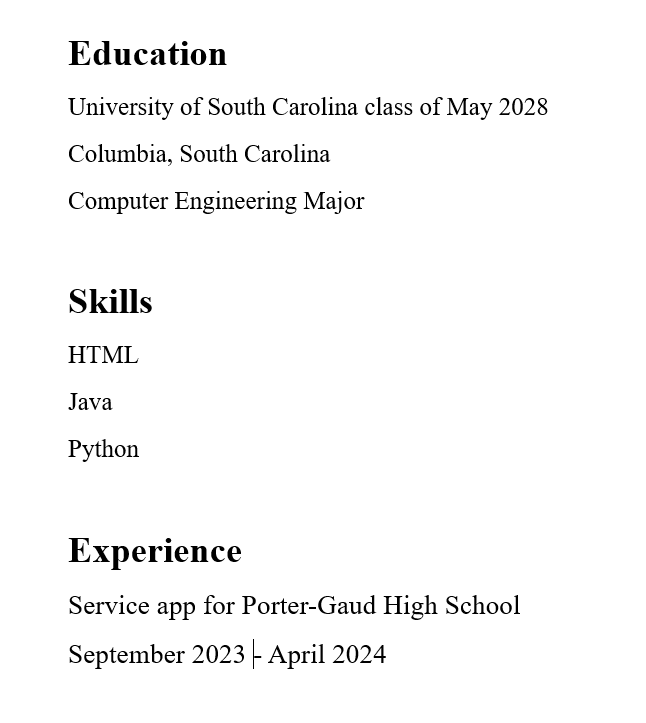 Education
University of South Carolina class of May 2028
Columbia, South Carolina
Computer Engineering Major
Skills
HTML
Java
Python
Experience
Service app for Porter-Gaud High School
September 2023 - April 2024